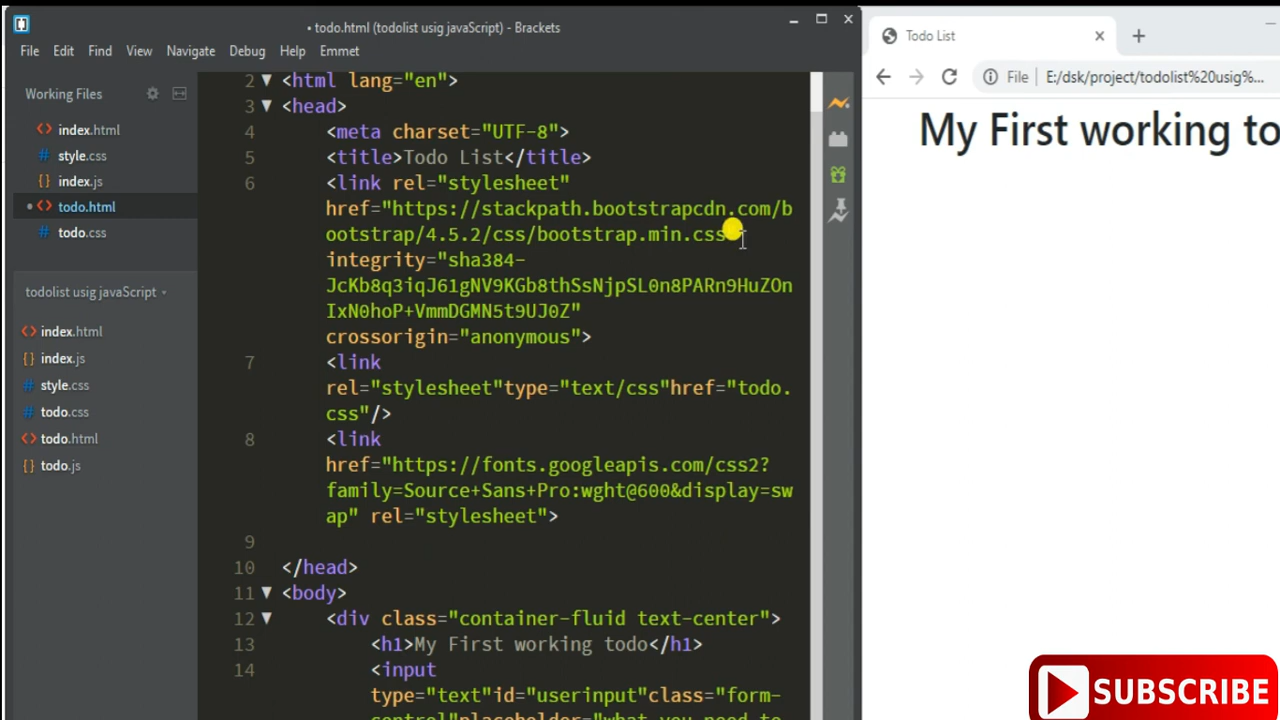 todo.html (todolist usig javaScript) - Brackets
File Edit Find View Navigate Debug Help Emmet
Working Files
index.html
style.css
index.js
todo.html
todo.css
todolist usig javaScript
index.html
index.js
style.css
todo.css
todo.html
todo.js
2 <html lang="en">
3 <head>
4 <meta charset="UTF-8">
5 <title>Todo List</title>
6 <link rel="stylesheet"
href="https://stackpath.bootstrapcdn.com/b
ootstrap/4.5.2/css/bootstrap.min.css
integrity="sha384-
JcKb8q3iqJ61gNV9KGb8thSsNjpSL0n8PARn9HuZOn
IxN0hoP+VmmDGMN5t9UJ0Z"
crossorigin="anonymous">
7 <link
rel="stylesheet"type="text/css"href="todo.
css"/>
8 <link
href="https://fonts.googleapis.com/css2?
family=Source+Sans+Pro:wght@600&display=sw
ap" rel="stylesheet">
9
10 </head>
11 <body>
12 <div class="container-fluid text-center">
13 <h1>My First working todo</h1>
14 <input
type="text"id="userinput"class="form-
control"placeholder="what you need to
Todo List
File E:/dsk/project/todolist%20usig%...
My First working to
SUBSCRIBE